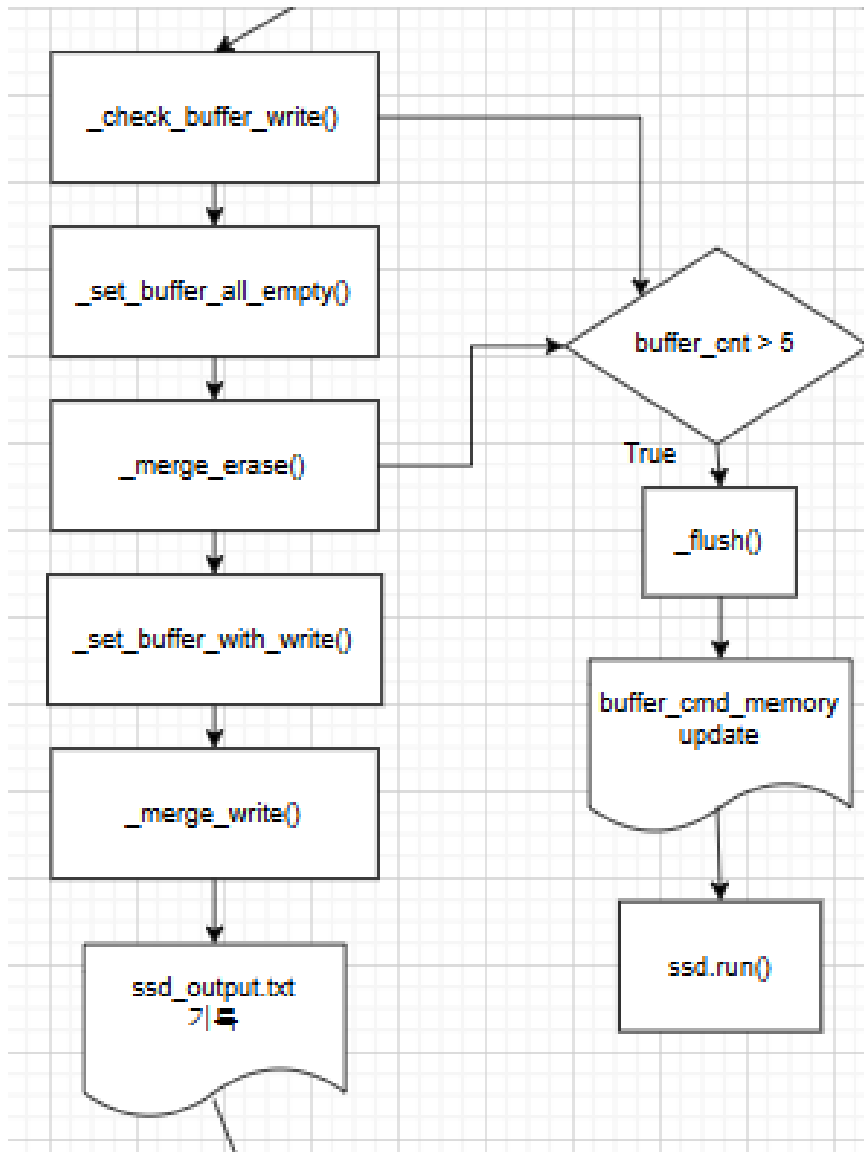 _check_buffer_write()
_set_buffer_all_empty()
buffer_cnt > 5
_merge_erase()
True
_flush()
_set_buffer_with_write()
buffer_cmd_memory
update
_merge_write()
ssd.run()
ssd_output.txt
기록